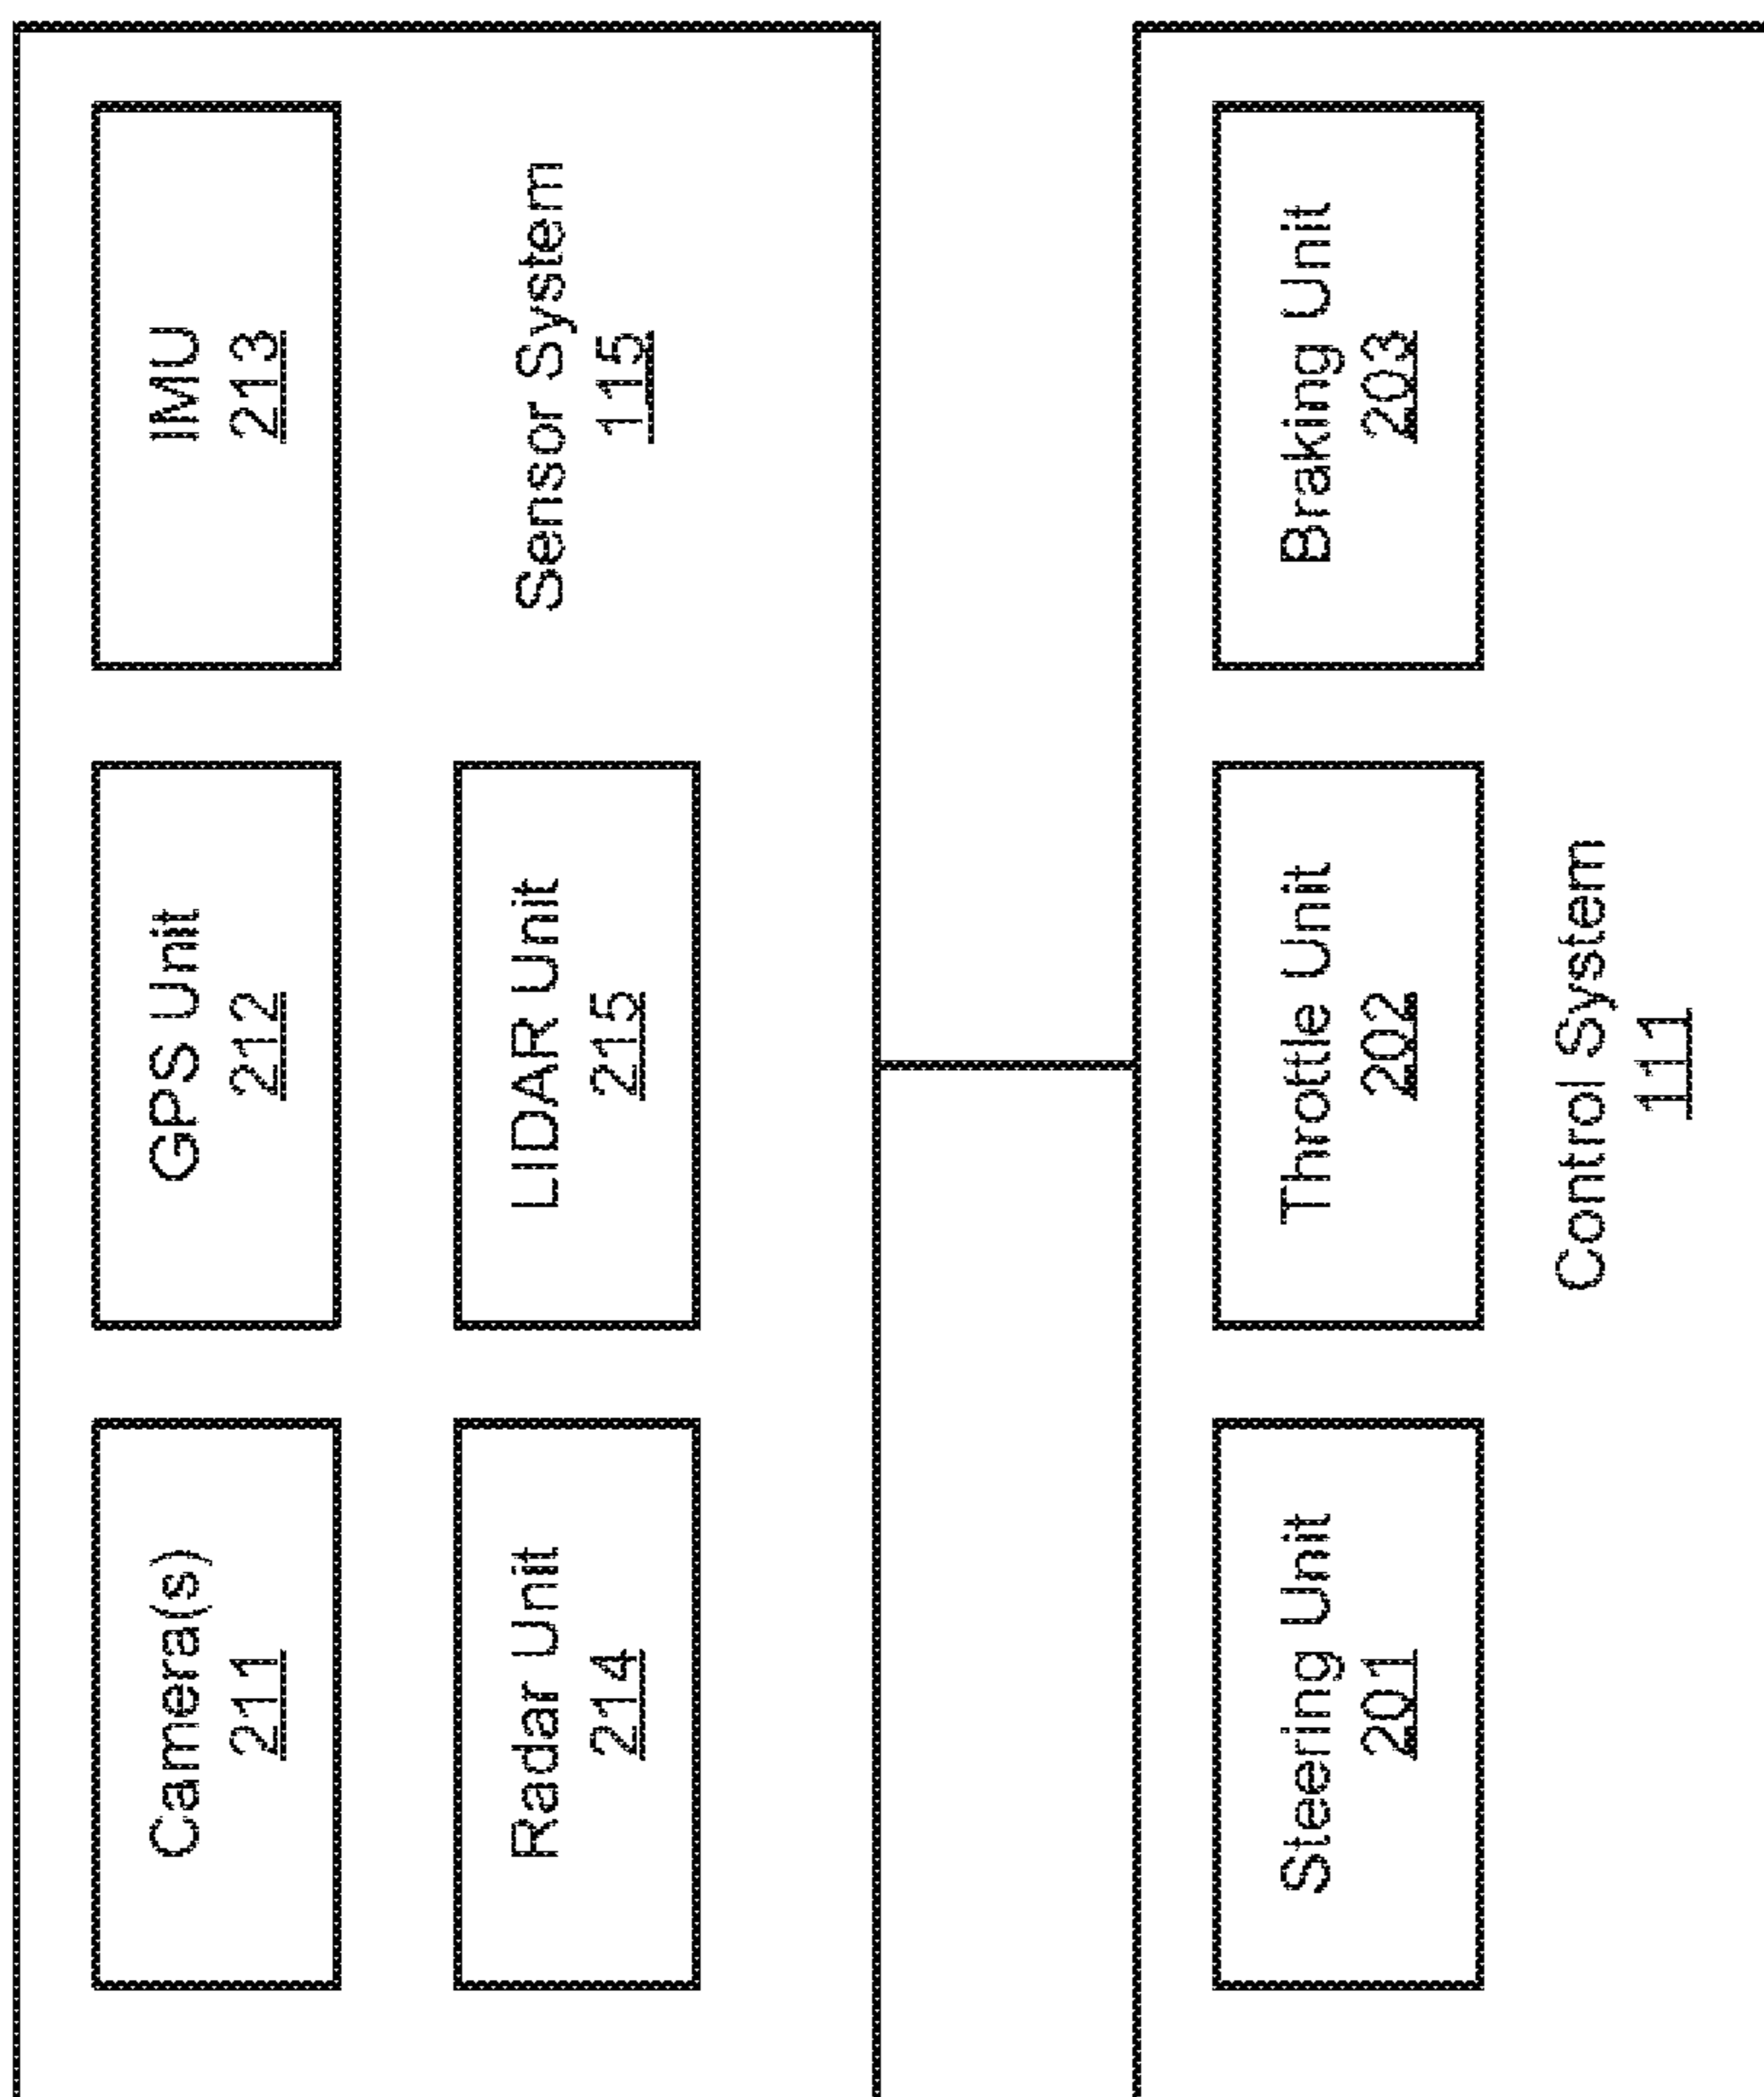 Camera(s)
211
GPS Unit
212
IMU
213
Radar Unit
214
LIDAR Unit
215
Sensor System
115
Steering Unit
201
Throttle Unit
202
Braking Unit
203
Control System
111